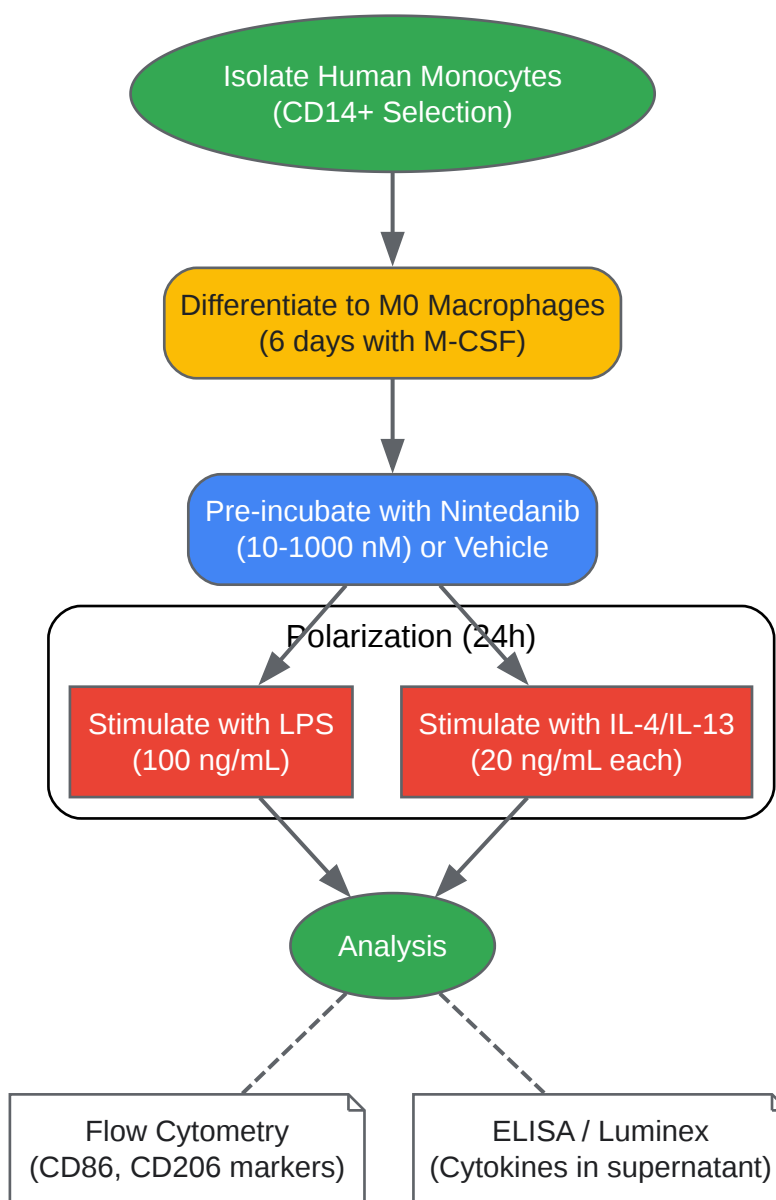 Isolate Human Monocytes
(CD14+ Selection)
Differentiate to M0 Macrophages
(6 days with M-CSF)
Pre-incubate with Nintedanib
(10-1000 nM) or Vehicle
Polarization (24h)
Stimulate with LPS
(100 ng/mL)
Stimulate with IL-4/IL-13
(20 ng/mL each)
Analysis
Flow Cytometry
(CD86, CD206 markers)
ELISA / Luminex
(Cytokines in supernatant)